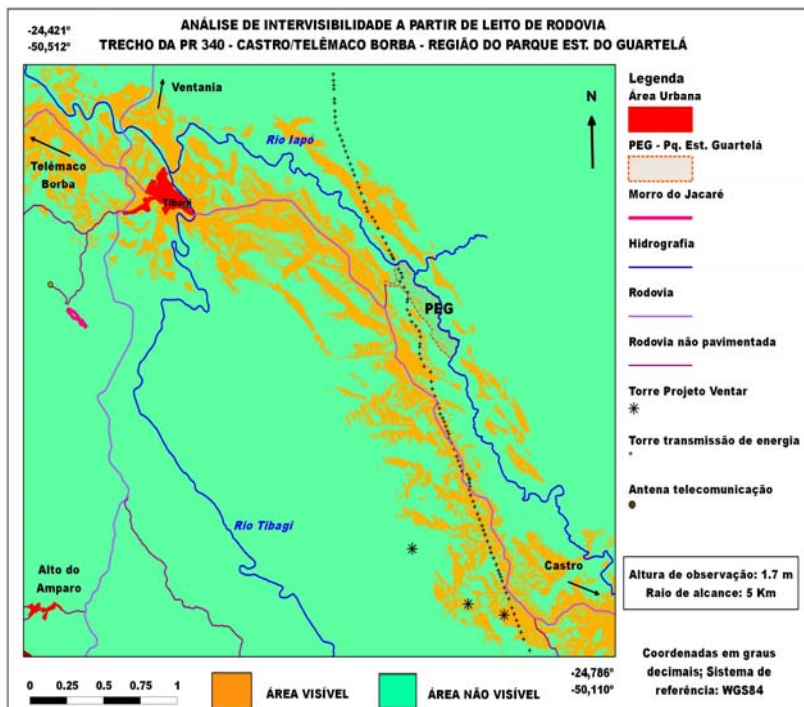 ANÁLISE DE INTERVISIBILIDADE A PARTIR DE LEITO DE RODOVIA
TRECHO DA PR 340 - CASTRO/TELÊMACO BORBA - REGIÃO DO PARQUE EST. DO GUARTELÁ
-24,421º
-50,512º
Ventania
N
Rio Iapó
Telêmaco
Borba
Tibagi
PEG
Rio Tibagi
Castro
Alto do
Amparo
Legenda
Área Urbana
PEG - Pq. Est. Guartelá
Morro do Jacaré
Hidrografia
Rodovia
Rodovia não pavimentada
Torre Projeto Ventar
Torre transmissão de energia
Antena telecomunicação
Altura de observação: 1.7 m
Raio de alcance: 5 Km
Coordenadas em graus
decimais; Sistema de
referência: WGS84
-24,786º
-50,110º
0 0.25 0.5 0.75 1
ÁREA VISÍVEL
ÁREA NÃO VISÍVEL